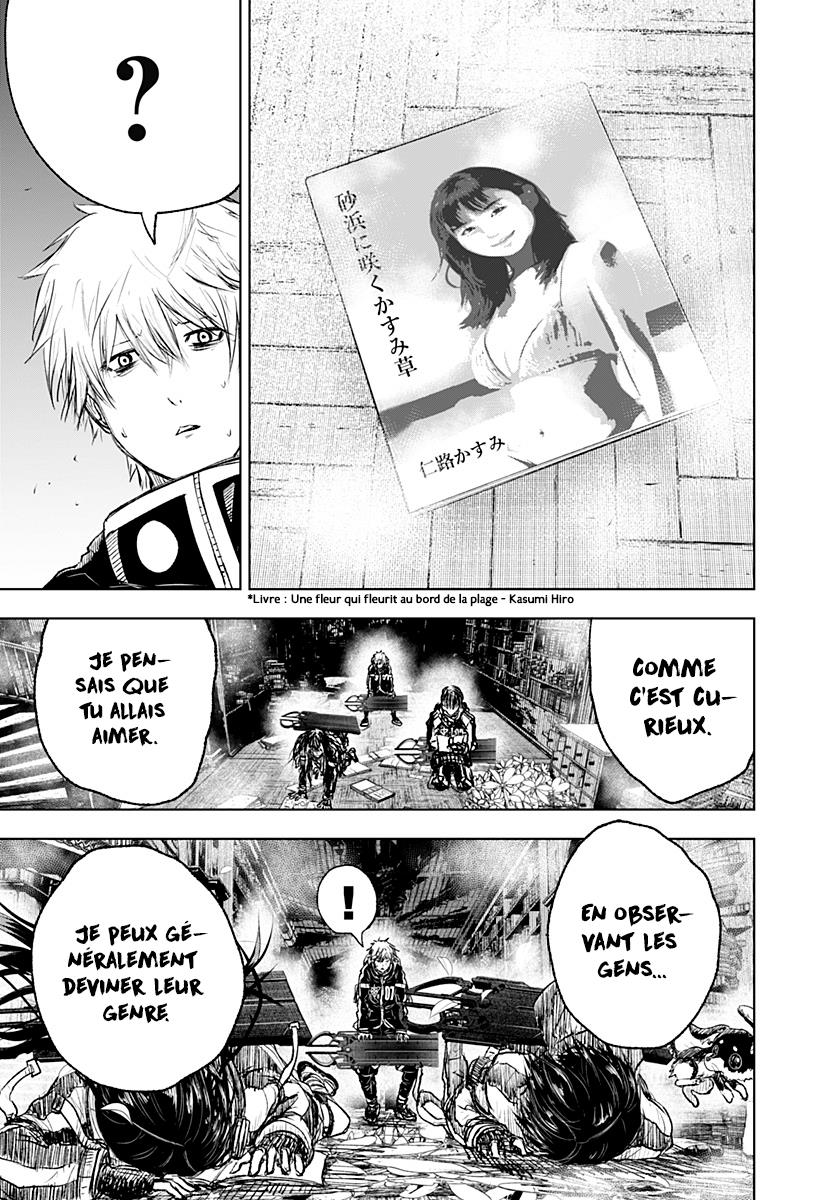 砂浜に咲くかすみ草
仁路かすみ
?
*Livre : Une fleur qui fleurit au bord de la plage - Kasumi Hiro
COMME
C'EST CU-
RIEUX.
JE PEN-
SAIS QUE
TU ALLAIS
AIMER.
EN OBSER-
VANT LES
GENS...
!
JE PEUX GÉ-
NÉRALEMENT
DEVINER LEUR
GENRE.